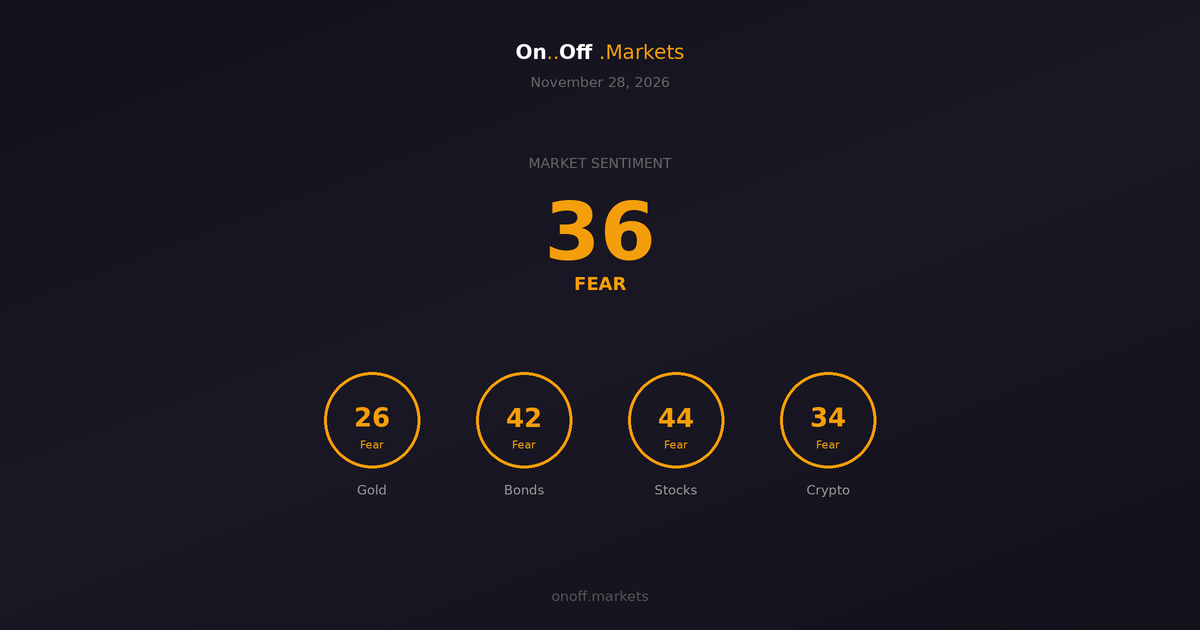 On..Off .Markets
November 28, 2026
MARKET SENTIMENT
36
FEAR
26 42 44 34
Fear Fear Fear Fear
Gold Bonds Stocks Crypto
onoff.markets